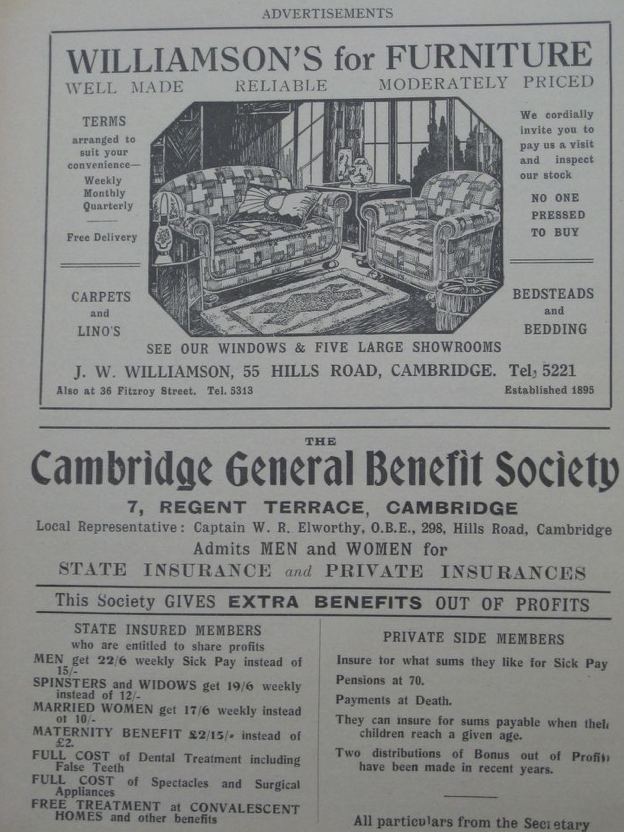 ADVERTISEMENTS
WILLIAMSON'S for FURNITURE
WELL MADE RELIABLE MODERATELY PRICED
TERMS
arranged to
suit your
convenience—
Weekly
Monthly
Quarterly
Free Delivery
CARPETS
and
LINO'S
We cordially
invite you to
pay us a visit
and inspect
our stock
NO ONE
PRESSED
TO BUY
BEDSTEADS
and
BEDDING
SEE OUR WINDOWS & FIVE LARGE SHOWROOMS
J. W. WILLIAMSON, 55 HILLS ROAD, CAMBRIDGE. Tel. 5221
Also at 36 Fitzroy Street. Tel. 5313 Established 1895
THE
Cambridge General Benefit Society
7, REGENT TERRACE, CAMBRIDGE
Local Representative: Captain W. R. Elworthy, O.B.E., 298, Hills Road, Cambridge
Admits MEN and WOMEN for
STATE INSURANCE and PRIVATE INSURANCES
This Society GIVES EXTRA BENEFITS OUT OF PROFITS
STATE INSURED MEMBERS
who are entitled to share profits
MEN get 22/6 weekly Sick Pay instead of
15/-
SPINSTERS and WIDOWS get 19/6 weekly
instead of 12/-
MARRIED WOMEN get 17/6 weekly instead
of 10/-
MATERNITY BENEFIT £2/15/- instead of
£2.
FULL COST of Dental Treatment including
False Teeth
FULL COST of Spectacles and Surgical
Appliances
FREE TREATMENT at CONVALESCENT
HOMES and other benefits
PRIVATE SIDE MEMBERS
Insure for what sums they like for Sick Pay
Pensions at 70.
Payments at Death.
They can insure for sums payable when their
children reach a given age.
Two distributions of Bonus out of Profits
have been made in recent years.
All particulars from the Secretary